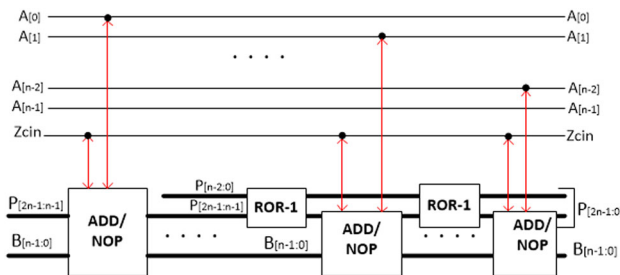 A[0] A[0]
A[1] A[1]
A[n-2] A[n-2]
A[n-1] A[n-1]
Zcin Zcin
P[n-2:0]
P[2n-1:n-1] ADD/NOP P[2n-1:n-1] ROR-1 ADD/NOP ROR-1 ADD/NOP P[2n-1:0
B[n-1:0] B[n-1:0] B[n-1:0]